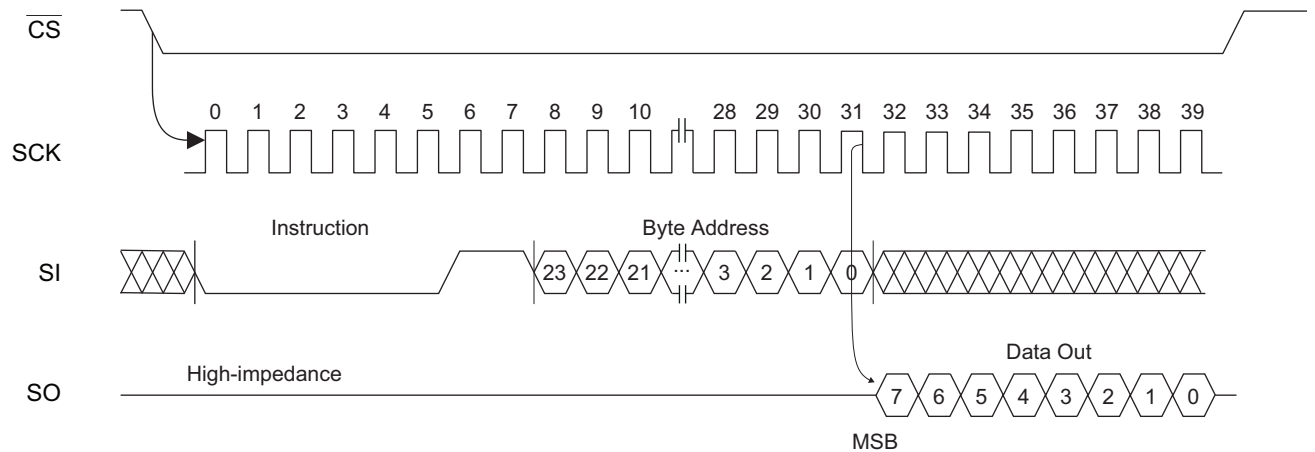 CS
0 1 2 3 4 5 6 7 8 9 10 28 29 30 31 32 33 34 35 36 37 38 39
SCK
Instruction Byte Address
SI 23 22 21 ... 3 2 1 0
High-impedance Data Out
SO 7 6 5 4 3 2 1 0
MSB